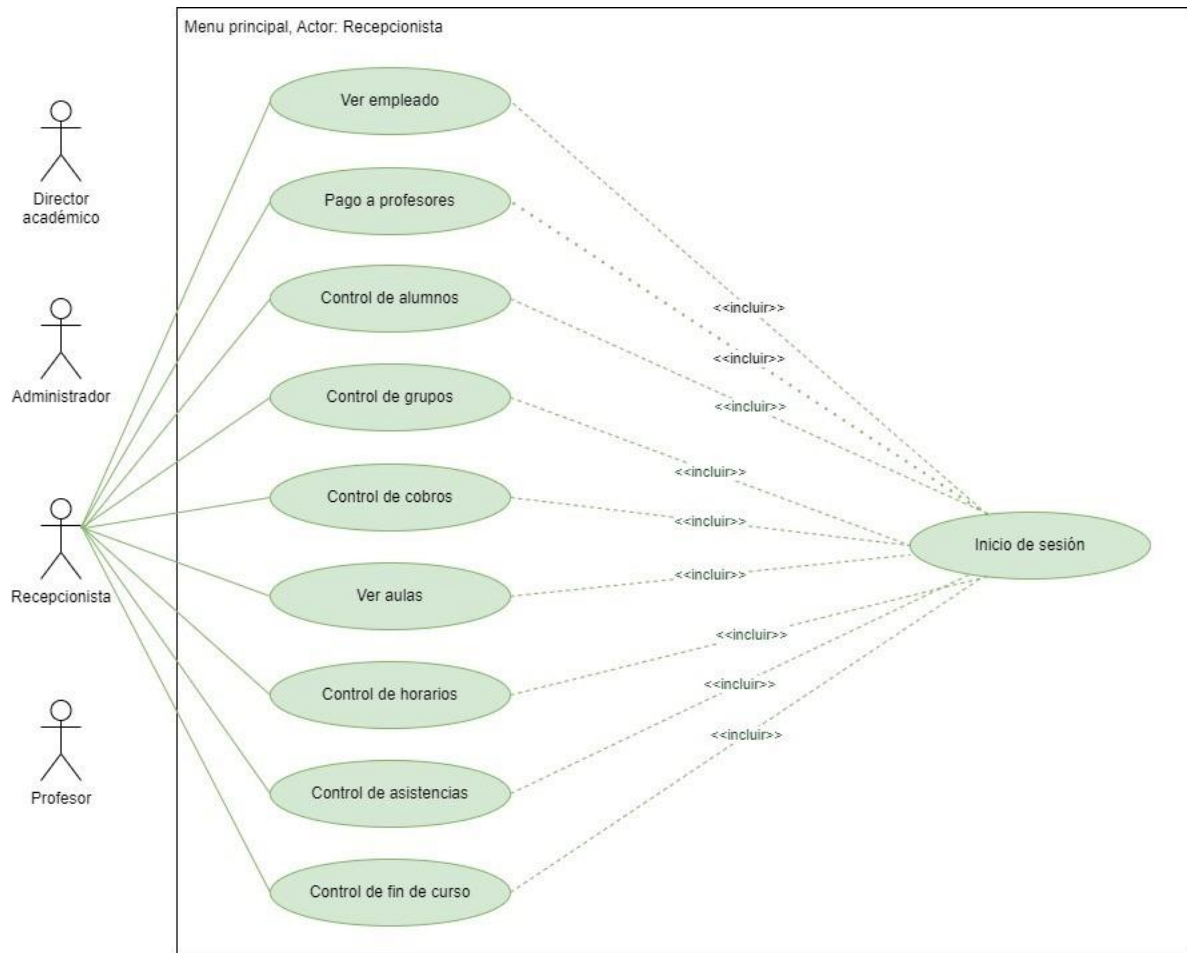 Menu principal, Actor: Recepcionista
Ver empleado
Director
académico
Pago a profesores
Control de alumnos
<<incluir>>
Administrador
<<incluir>>
Control de grupos
<<incluir>>
<<incluir>>
Control de cobros
<<incluir>>
Inicio de sesión
Recepcionista
Ver aulas
<<incluir>>
<<incluir>>
Control de horarios
<<incluir>>
<<incluir>>
Profesor
Control de asistencias
Control de fin de curso